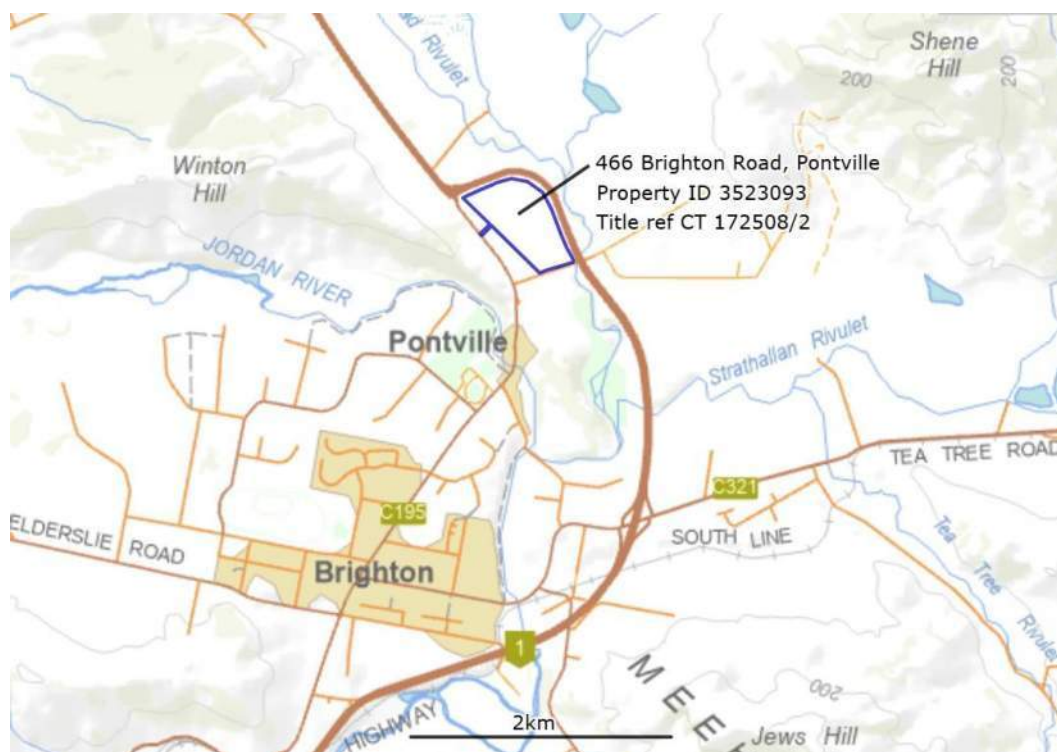 ad Rivulet
Shene
Hill
200
200
466 Brighton Road, Pontville
Property ID 3523093
Title ref CT 172508/2
Winton
Hill
JORDAN RIVER
Pontville
Strathallan Rivulet
TEA TREE ROAD
C321
C195
ELDERSLIE ROAD
SOUTH LINE
Brighton
Tea Tree Rivulet
1
MEE
200
2km
HIGHWAY
Jews Hill